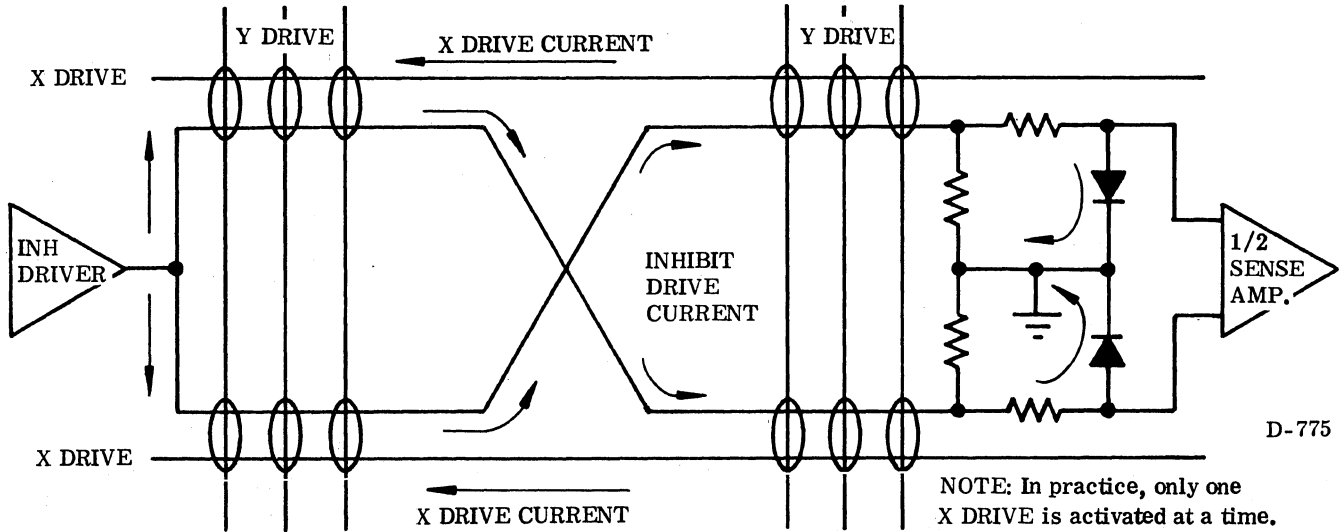 Y DRIVE
X DRIVE CURRENT
Y DRIVE
X DRIVE
INH
DRIVER
INHIBIT
DRIVE
CURRENT
1/2
SENSE
AMP.
D-775
X DRIVE
X DRIVE CURRENT
NOTE: In practice, only one
X DRIVE is activated at a time.